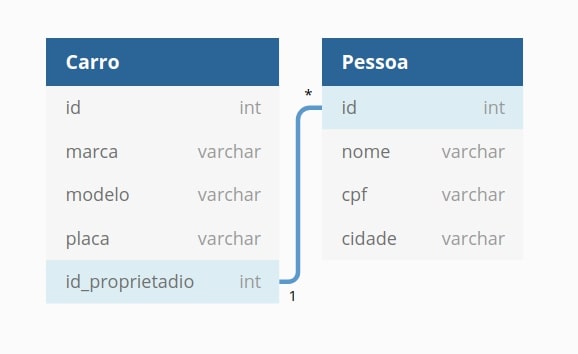 Carro
id int
marca varchar
modelo varchar
placa varchar
id_proprietadio int
1
*
Pessoa
id int
nome varchar
cpf varchar
cidade varchar